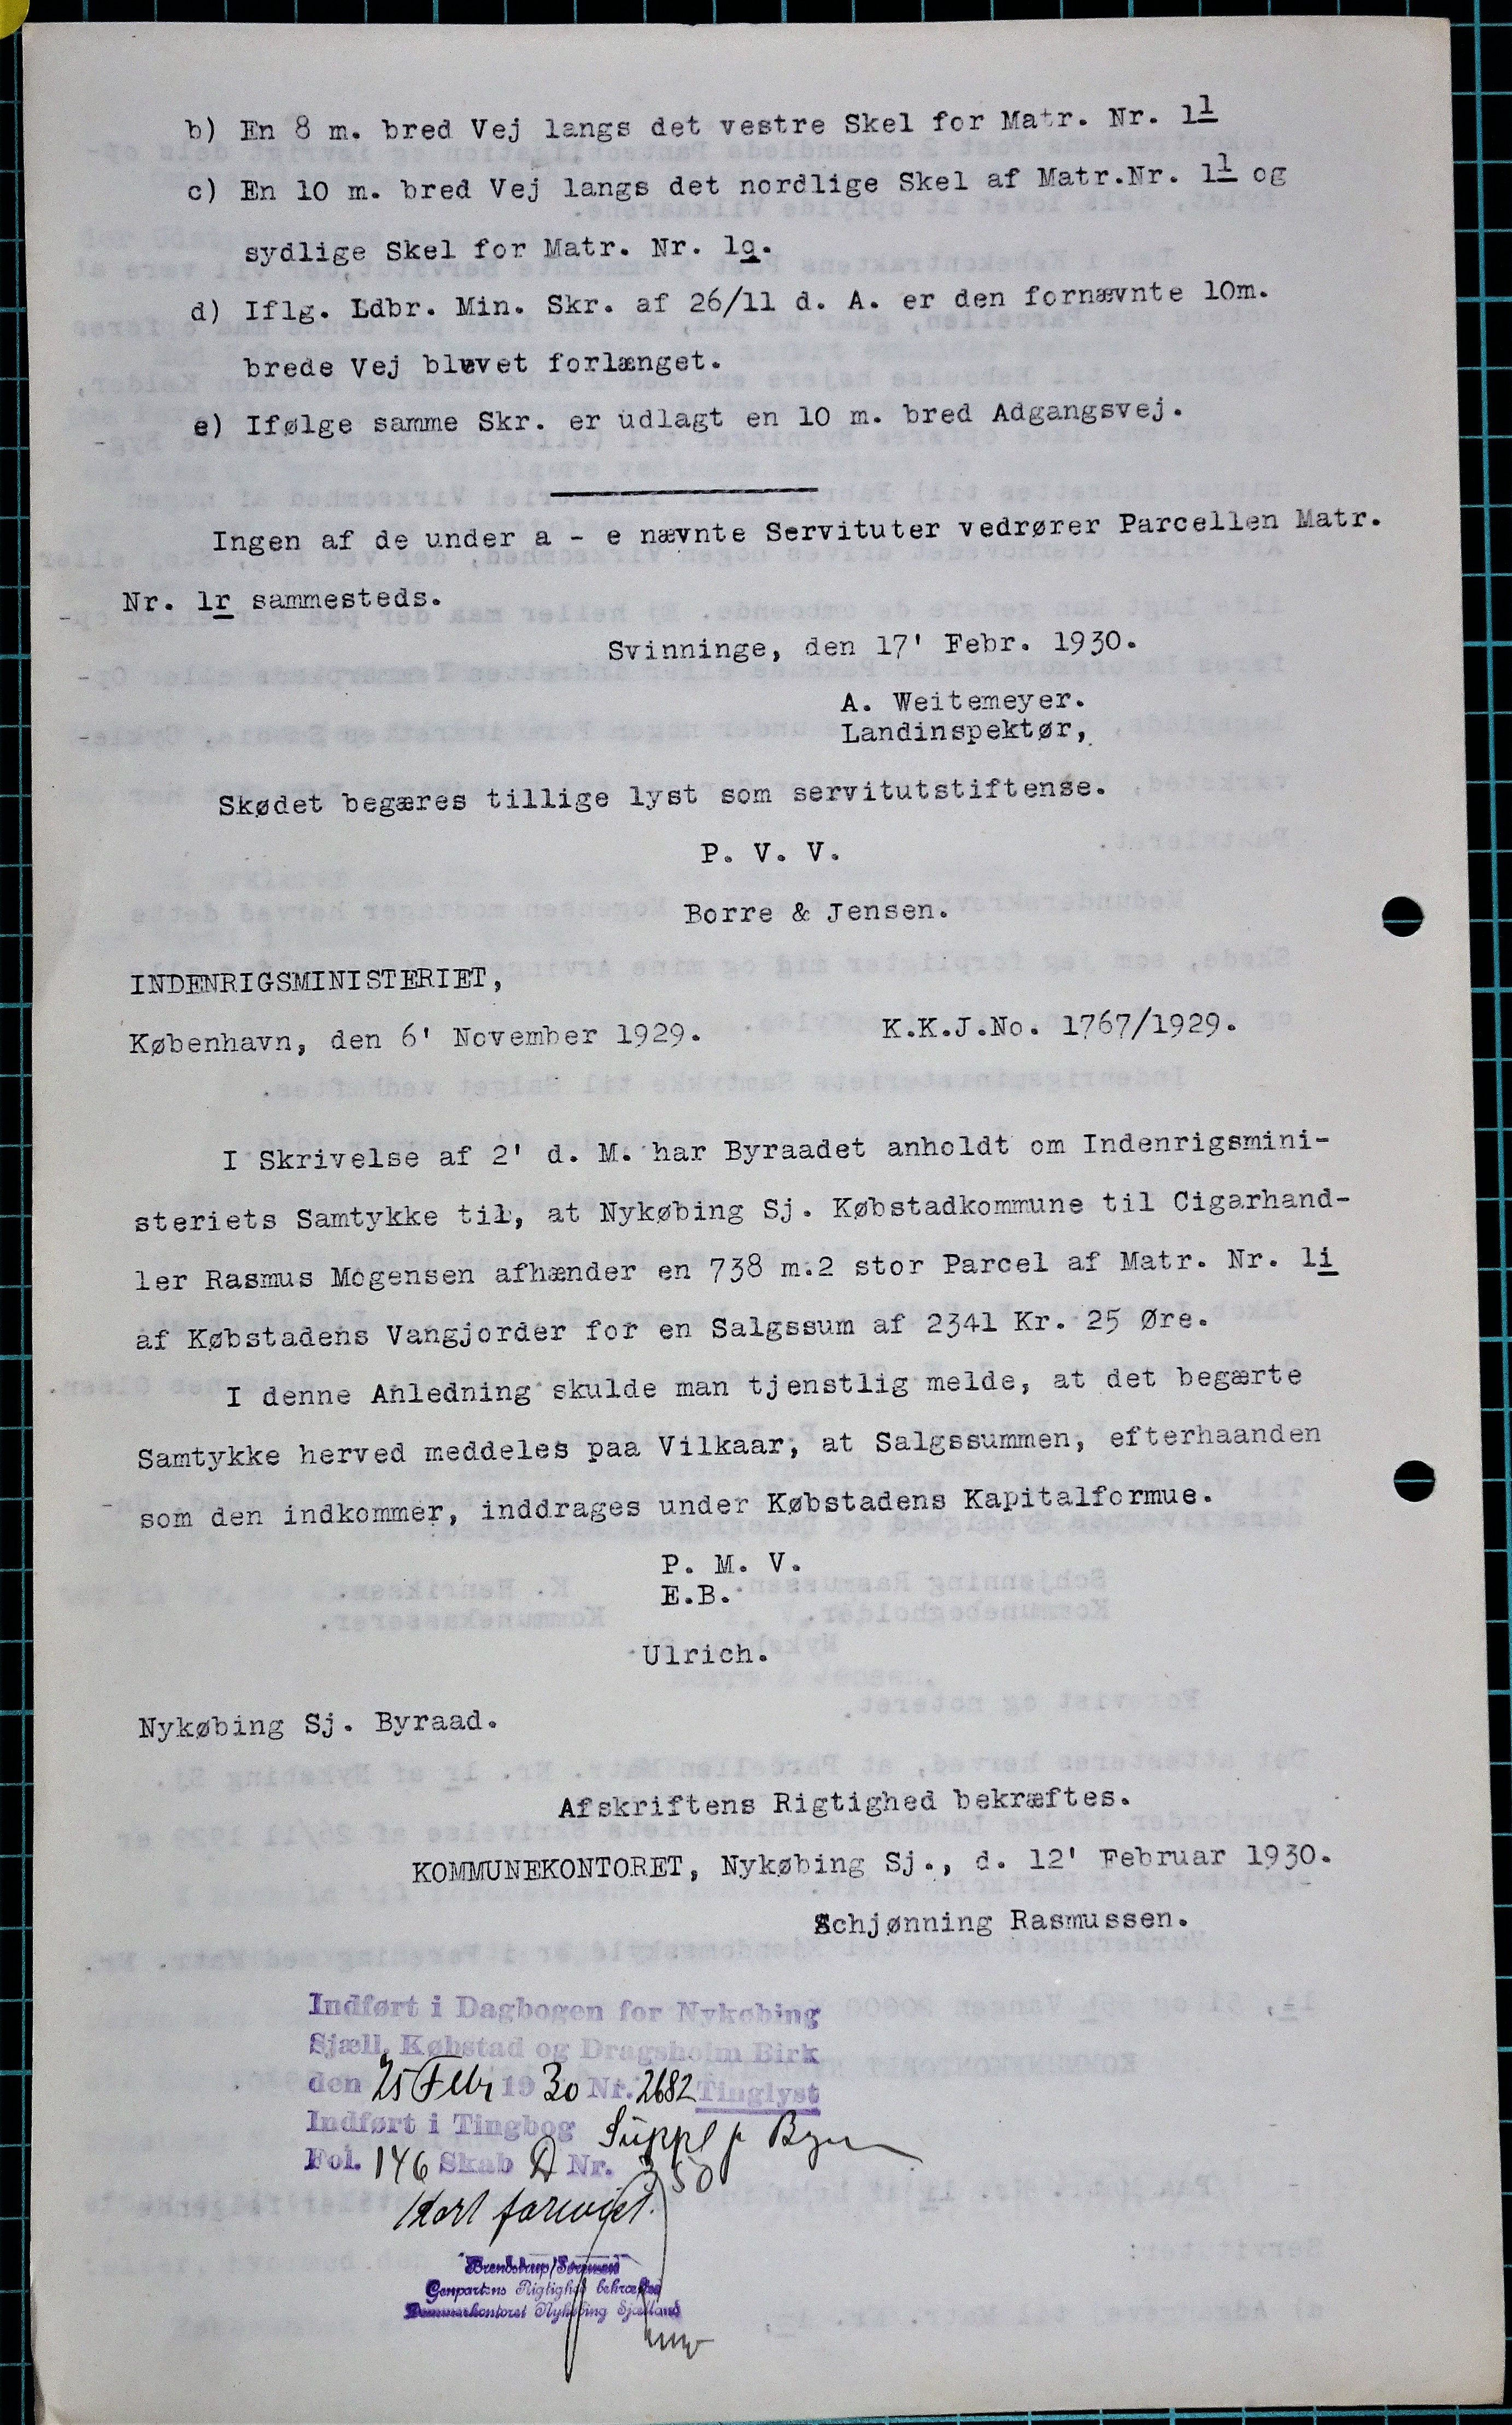 b) En 8 m. bred Vej langs det vestre Skel for Matr. Nr. 1l
c) En 10 m. bred Vej langs det nordlige Skel af Matr.Nr. 1l og
sydlige Skel for Matr. Nr. 1q.
d) Iflg. Ldbr. Min. Skr. af 26/11 d. A. er den fornævnte 10m.
brede Vej blevet forlænget.
e) Ifølge samme Skr. er udlagt en 10 m. bred Adgangsvej.
Ingen af de under a - e nævnte Servituter vedrører Parcellen Matr.
Nr. 1r sammesteds.
Svinninge, den 17' Febr. 1930.
A. Weitemeyer.
Landinspektør,
Skødet begæres tillige lyst som servitutstiftense.
P. V. V.
Borre & Jensen.
INDENRIGSMINISTERIET,
København, den 6' November 1929. K.K.J.No. 1767/1929.
I Skrivelse af 2' d. M. har Byraadet anholdt om Indenrigsmini-
steriets Samtykke til, at Nykøbing Sj. Købstadkommune til Cigarhand-
ler Rasmus Mogensen afhænder en 738 m.2 stor Parcel af Matr. Nr. 1i
af Købstadens Vangjorder for en Salgssum af 2341 Kr. 25 Øre.
I denne Anledning skulde man tjenstlig melde, at det begærte
Samtykke herved meddeles paa Vilkaar, at Salgssummen, efterhaanden
som den indkommer, inddrages under Købstadens Kapitalformue.
P. M. V.
E.B.
Ulrich.
Nykøbing Sj. Byraad.
Afskriftens Rigtighed bekræftes.
KOMMUNEKONTORET, Nykøbing Sj., d. 12' Februar 1930.
Schjønning Rasmussen.
Indført i Dagbogen for Nykøbing
Sjæll. Købstad og Dragsholm Birk
den 25 Febr 1930 Nr. 2682 Tinglyst
Indført i Tingbog Suppl p Byen
Fol. 146 Skab D Nr. 350
Kort forevist.
Brendstrup/Sørensen
Genpartens Rigtighed bekræftes
Dommerkontoret Nykøbing Sjælland